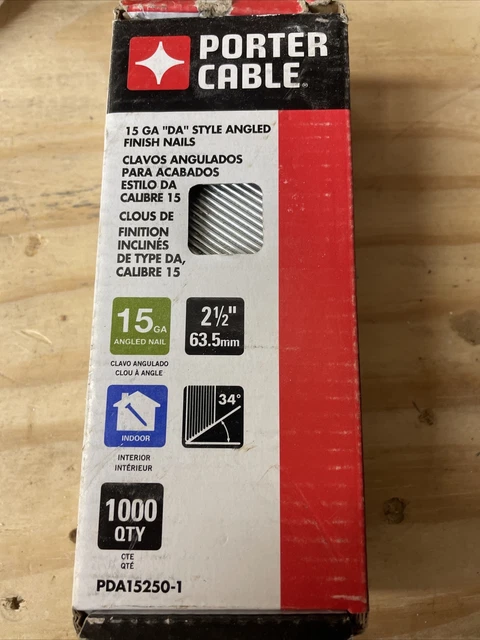 PORTER
CABLE®
15 GA "DA" STYLE ANGLED
FINISH NAILS
CLAVOS ANGULADOS
PARA ACABADOS
ESTILO DA
CALIBRE 15
CLOUS DE
FINITION
INCLINÉS
DE TYPE DA,
CALIBRE 15
15 GA
ANGLED NAIL
CLAVO ANGULADO
CLOU À ANGLE
2½"
63.5mm
INDOOR
INTERIOR
INTÉRIEUR
34°
1000
QTY
CTE
QTÉ
PDA15250-1